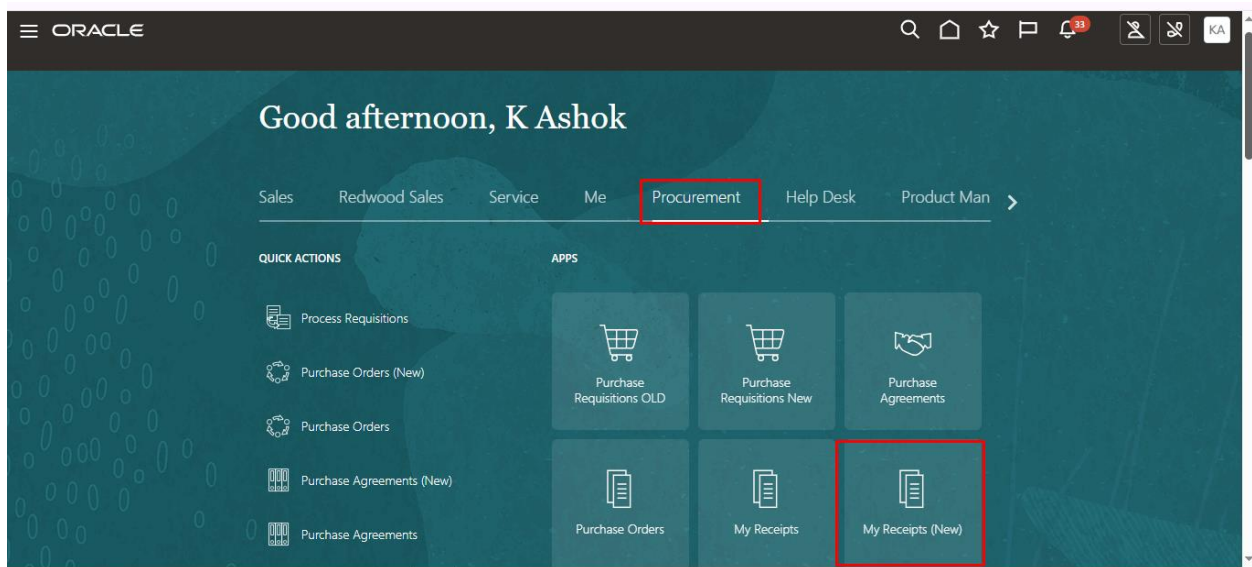 ORACLE
33
KA
Good afternoon, K Ashok
Sales Redwood Sales Service Me Procurement Help Desk Product Man
QUICK ACTIONS
Process Requisitions
Purchase Orders (New)
Purchase Orders
Purchase Agreements (New)
Purchase Agreements
APPS
Purchase
Requisitions OLD
Purchase
Requisitions New
Purchase
Agreements
Purchase Orders
My Receipts
My Receipts (New)